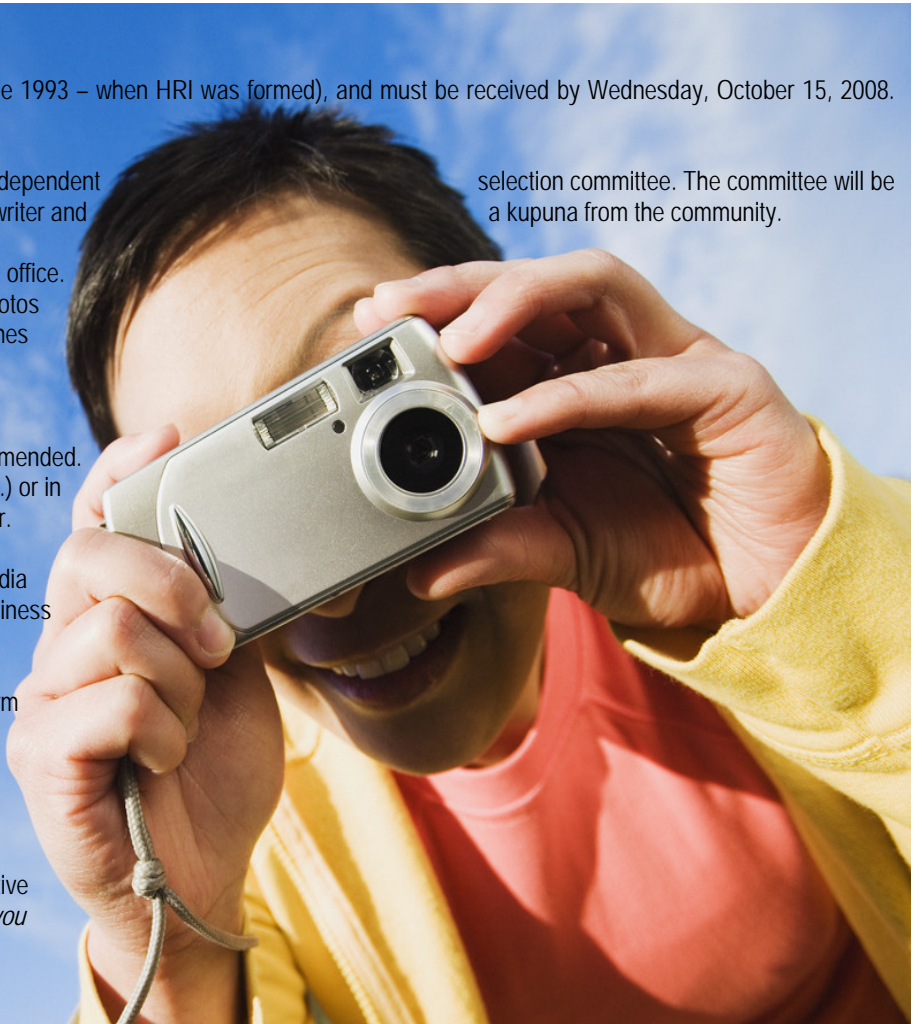 e 1993 – when HRI was formed), and must be received by Wednesday, October 15, 2008.
dependent selection committee. The committee will be
writer and a kupuna from the community.
office.
otos
nes
mended.
.) or in
r.
dia
iness
rm
ive
you